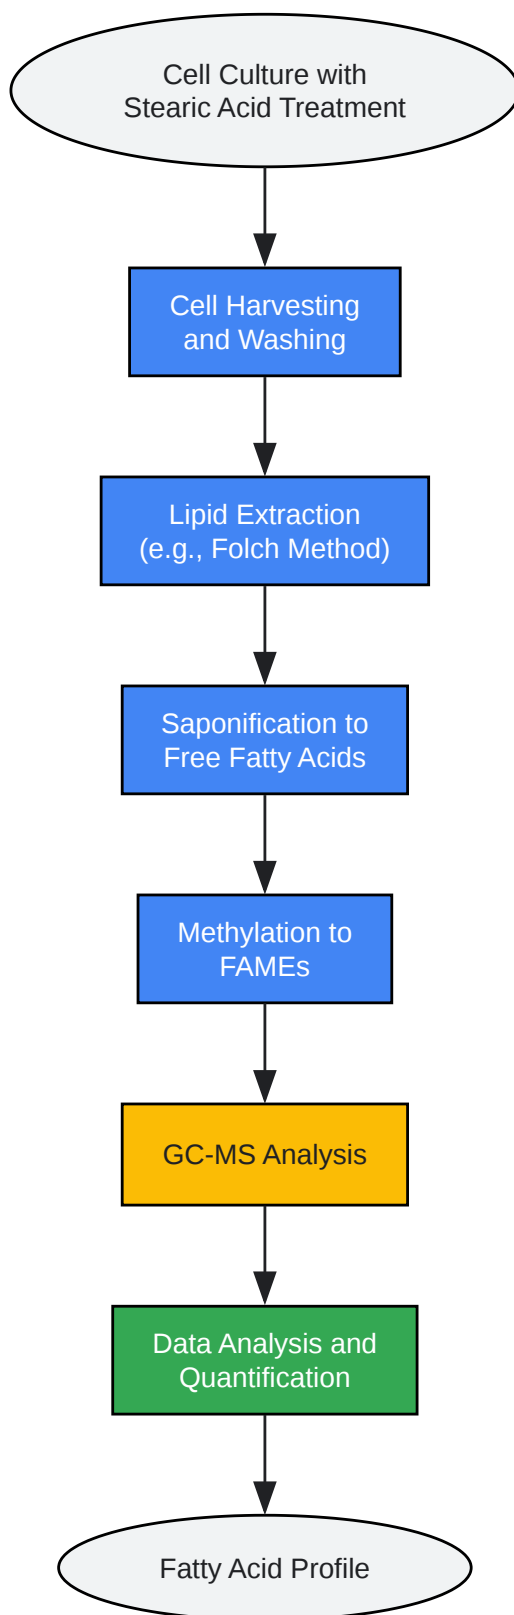 Cell Culture with
Stearic Acid Treatment
Cell Harvesting
and Washing
Lipid Extraction
(e.g., Folch Method)
Saponification to
Free Fatty Acids
Methylation to
FAMEs
GC-MS Analysis
Data Analysis and
Quantification
Fatty Acid Profile